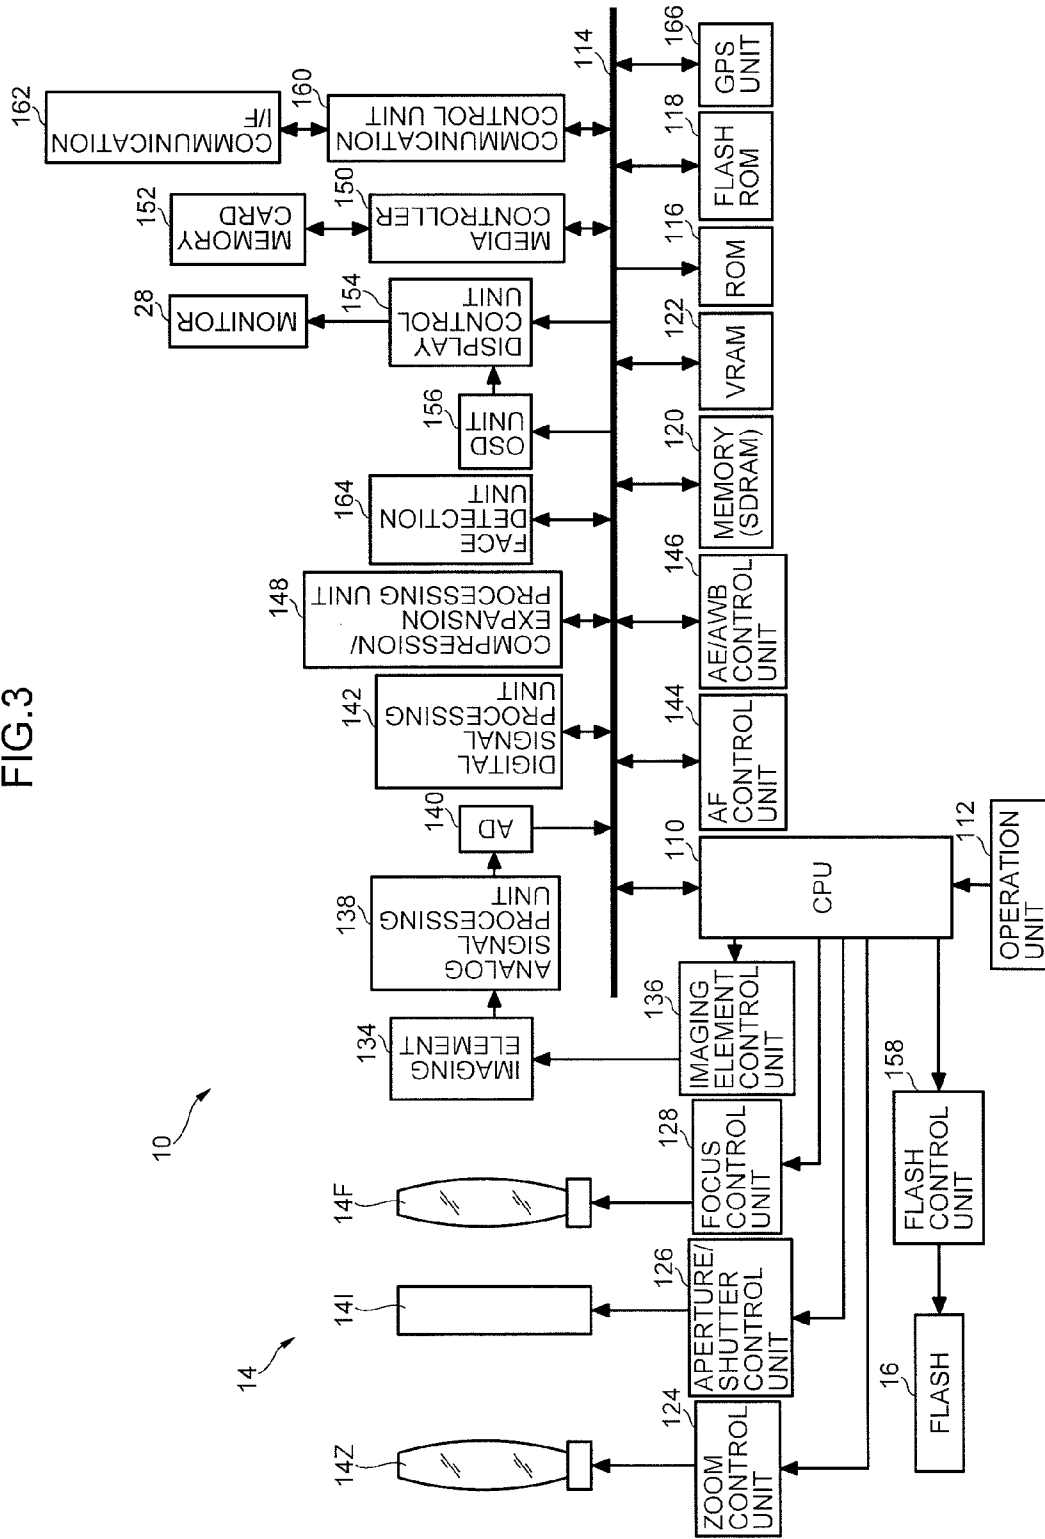 FIG.3
10
14
14Z
14I
14F
134
IMAGING
ELEMENT
138
ANALOG
SIGNAL
PROCESSING
UNIT
140
AD
142
DIGITAL
SIGNAL
PROCESSING
UNIT
148
COMPRESSION/
EXPANSION
PROCESSING UNIT
164
FACE
DETECTION
UNIT
156
OSD
UNIT
28
MONITOR
154
DISPLAY
CONTROL
UNIT
152
MEMORY
CARD
150
MEDIA
CONTROLLER
162
COMMUNICATION
I/F
160
COMMUNICATION
CONTROL UNIT
114
124
ZOOM
CONTROL
UNIT
126
APERTURE/
SHUTTER
CONTROL
UNIT
128
FOCUS
CONTROL
UNIT
136
IMAGING
ELEMENT
CONTROL
UNIT
110
CPU
144
AF
CONTROL
UNIT
146
AE/AWB
CONTROL
UNIT
120
MEMORY
(SDRAM)
122
VRAM
116
ROM
118
FLASH
ROM
166
GPS
UNIT
16
FLASH
158
FLASH
CONTROL
UNIT
112
OPERATION
UNIT